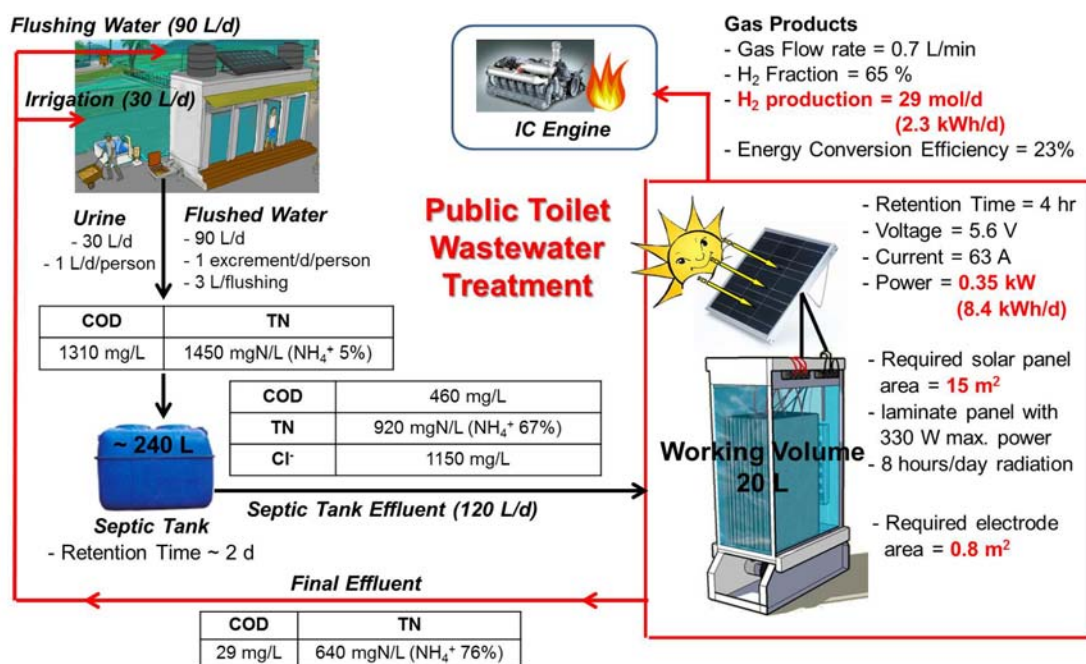 Flushing Water (90 L/d)
Irrigation (30 L/d)
Urine
- 30 L/d
- 1 L/d/person
Flushed Water
- 90 L/d
- 1 excrement/d/person
- 3 L/flushing
COD TN
1310 mg/L 1450 mgN/L (NH₄⁺ 5%)
~ 240 L
Septic Tank
- Retention Time ~ 2 d
COD 460 mg/L
TN 920 mgN/L (NH₄⁺ 67%)
Cl⁻ 1150 mg/L
Septic Tank Effluent (120 L/d)
Public Toilet
Wastewater
Treatment
IC Engine
Gas Products
- Gas Flow rate = 0.7 L/min
- H₂ Fraction = 65 %
- H₂ production = 29 mol/d
(2.3 kWh/d)
- Energy Conversion Efficiency = 23%
- Retention Time = 4 hr
- Voltage = 5.6 V
- Current = 63 A
- Power = 0.35 kW
(8.4 kWh/d)
- Required solar panel
area = 15 m²
- laminate panel with
330 W max. power
- 8 hours/day radiation
- Required electrode
area = 0.8 m²
Working Volume
20 L
Final Effluent
COD TN
29 mg/L 640 mgN/L (NH₄⁺ 76%)